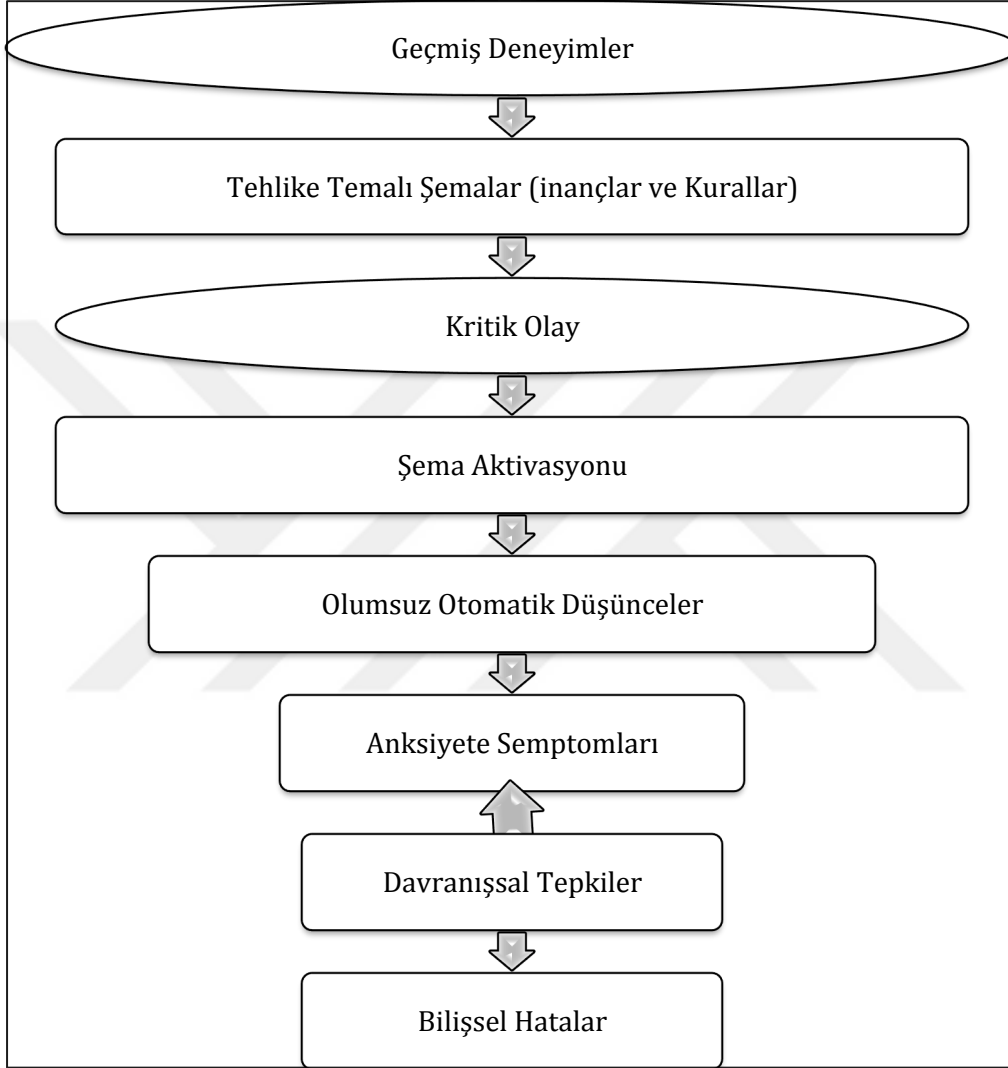 Geçmiş Deneyimler
Tehlike Temalı Şemalar (inançlar ve Kurallar)
Kritik Olay
Şema Aktivasyonu
Olumsuz Otomatik Düşünceler
Anksiyete Semptomları
Davranışsal Tepkiler
Bilişsel Hatalar